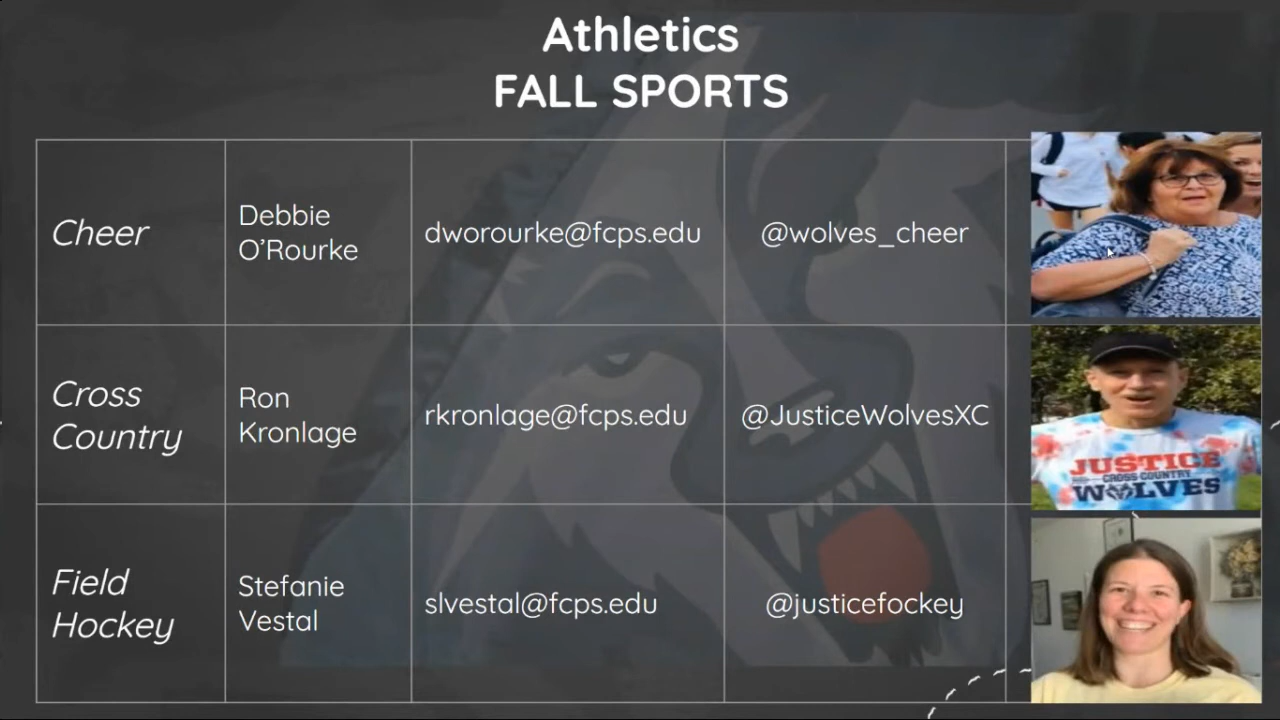 Athletics
FALL SPORTS
Cheer
Debbie
O’Rourke
dworourke@fcps.edu
@wolves_cheer
Cross
Country
Ron
Kronlage
rkronlage@fcps.edu
@JusticeWolvesXC
JUSTICE
CROSS COUNTRY
WOLVES
Field
Hockey
Stefanie
Vestal
slvestal@fcps.edu
@justicefockey